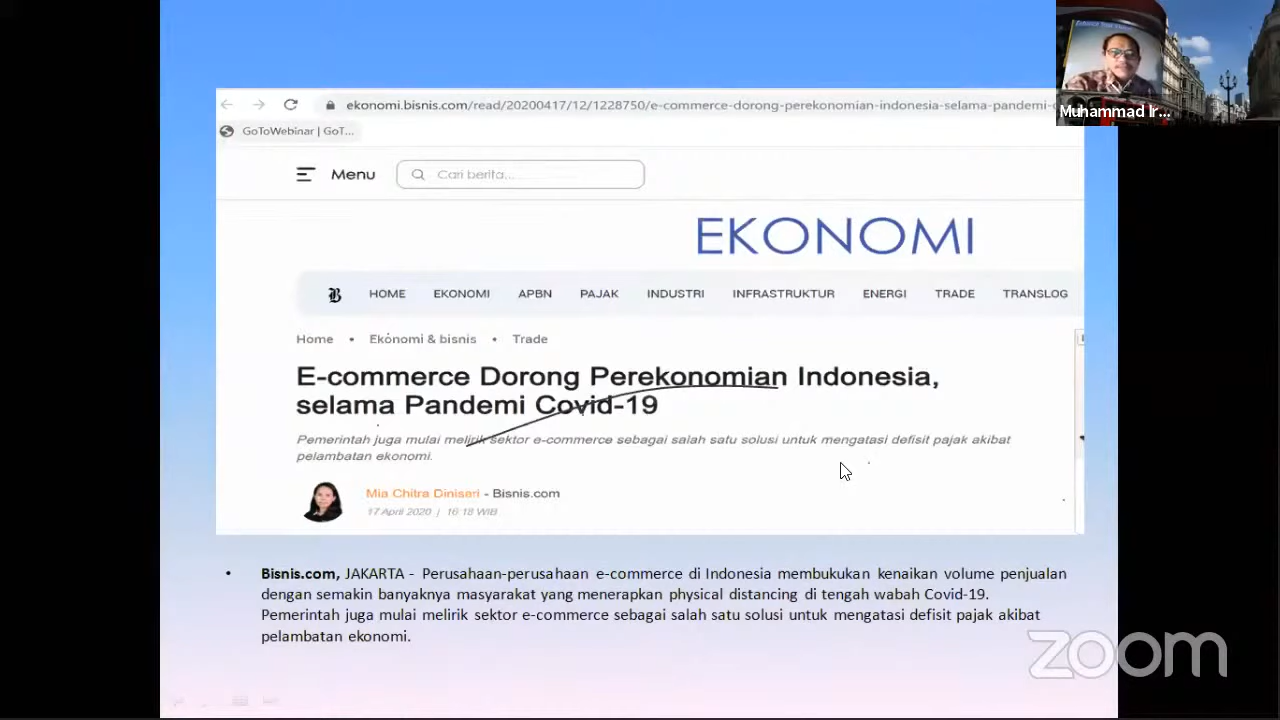 Muhammad Ir...
ekonomi.bisnis.com/read/20200417/12/1228750/e-commerce-dorong-perekonomian-indonesia-selama-pandemi-c
GoToWebinar | GoT...
Menu
Cari berita...
EKONOMI
B
HOME EKONOMI APBN PAJAK INDUSTRI INFRASTRUKTUR ENERGI TRADE TRANSLOG
Home • Ekonomi & bisnis • Trade
E-commerce Dorong Perekonomian Indonesia,
selama Pandemi Covid-19
Pemerintah juga mulai melirik sektor e-commerce sebagai salah satu solusi untuk mengatasi defisit pajak akibat
pelambatan ekonomi.
Mia Chitra Dinisari - Bisnis.com
17 April 2020 | 16:18 WIB
• Bisnis.com, JAKARTA - Perusahaan-perusahaan e-commerce di Indonesia membukukan kenaikan volume penjualan
dengan semakin banyaknya masyarakat yang menerapkan physical distancing di tengah wabah Covid-19.
Pemerintah juga mulai melirik sektor e-commerce sebagai salah satu solusi untuk mengatasi defisit pajak akibat
pelambatan ekonomi.
zoom